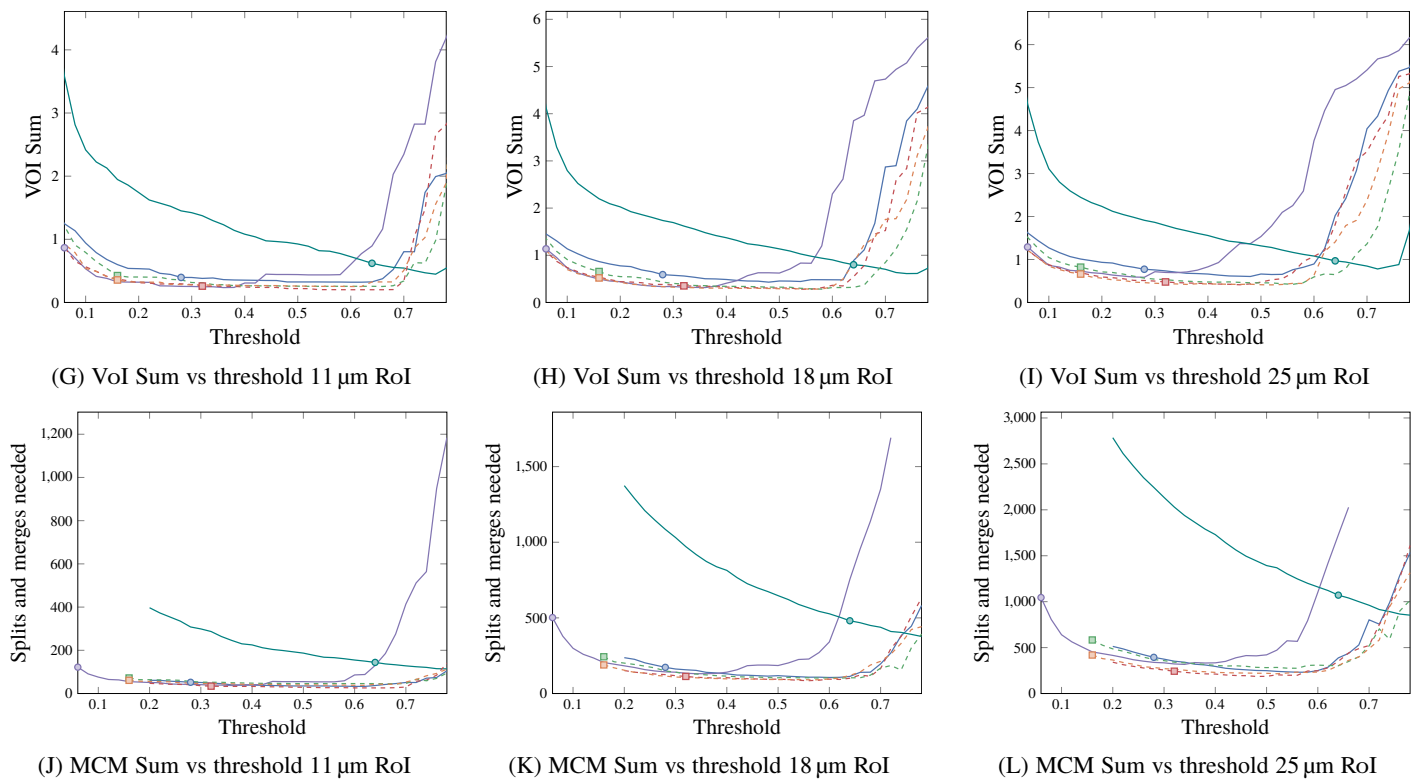 4
3
2
1
0
VOI Sum
0.1 0.2 0.3 0.4 0.5 0.6 0.7
Threshold
(G) VoI Sum vs threshold 11 µm RoI
6
5
4
3
2
1
0
VOI Sum
0.1 0.2 0.3 0.4 0.5 0.6 0.7
Threshold
(H) VoI Sum vs threshold 18 µm RoI
6
5
4
3
2
1
0
VOI Sum
0.1 0.2 0.3 0.4 0.5 0.6 0.7
Threshold
(I) VoI Sum vs threshold 25 µm RoI
1,200
1,000
800
600
400
200
0
Splits and merges needed
0.1 0.2 0.3 0.4 0.5 0.6 0.7
Threshold
(J) MCM Sum vs threshold 11 µm RoI
1,500
1,000
500
0
Splits and merges needed
0.1 0.2 0.3 0.4 0.5 0.6 0.7
Threshold
(K) MCM Sum vs threshold 18 µm RoI
3,000
2,500
2,000
1,500
1,000
500
0
Splits and merges needed
0.1 0.2 0.3 0.4 0.5 0.6 0.7
Threshold
(L) MCM Sum vs threshold 25 µm RoI